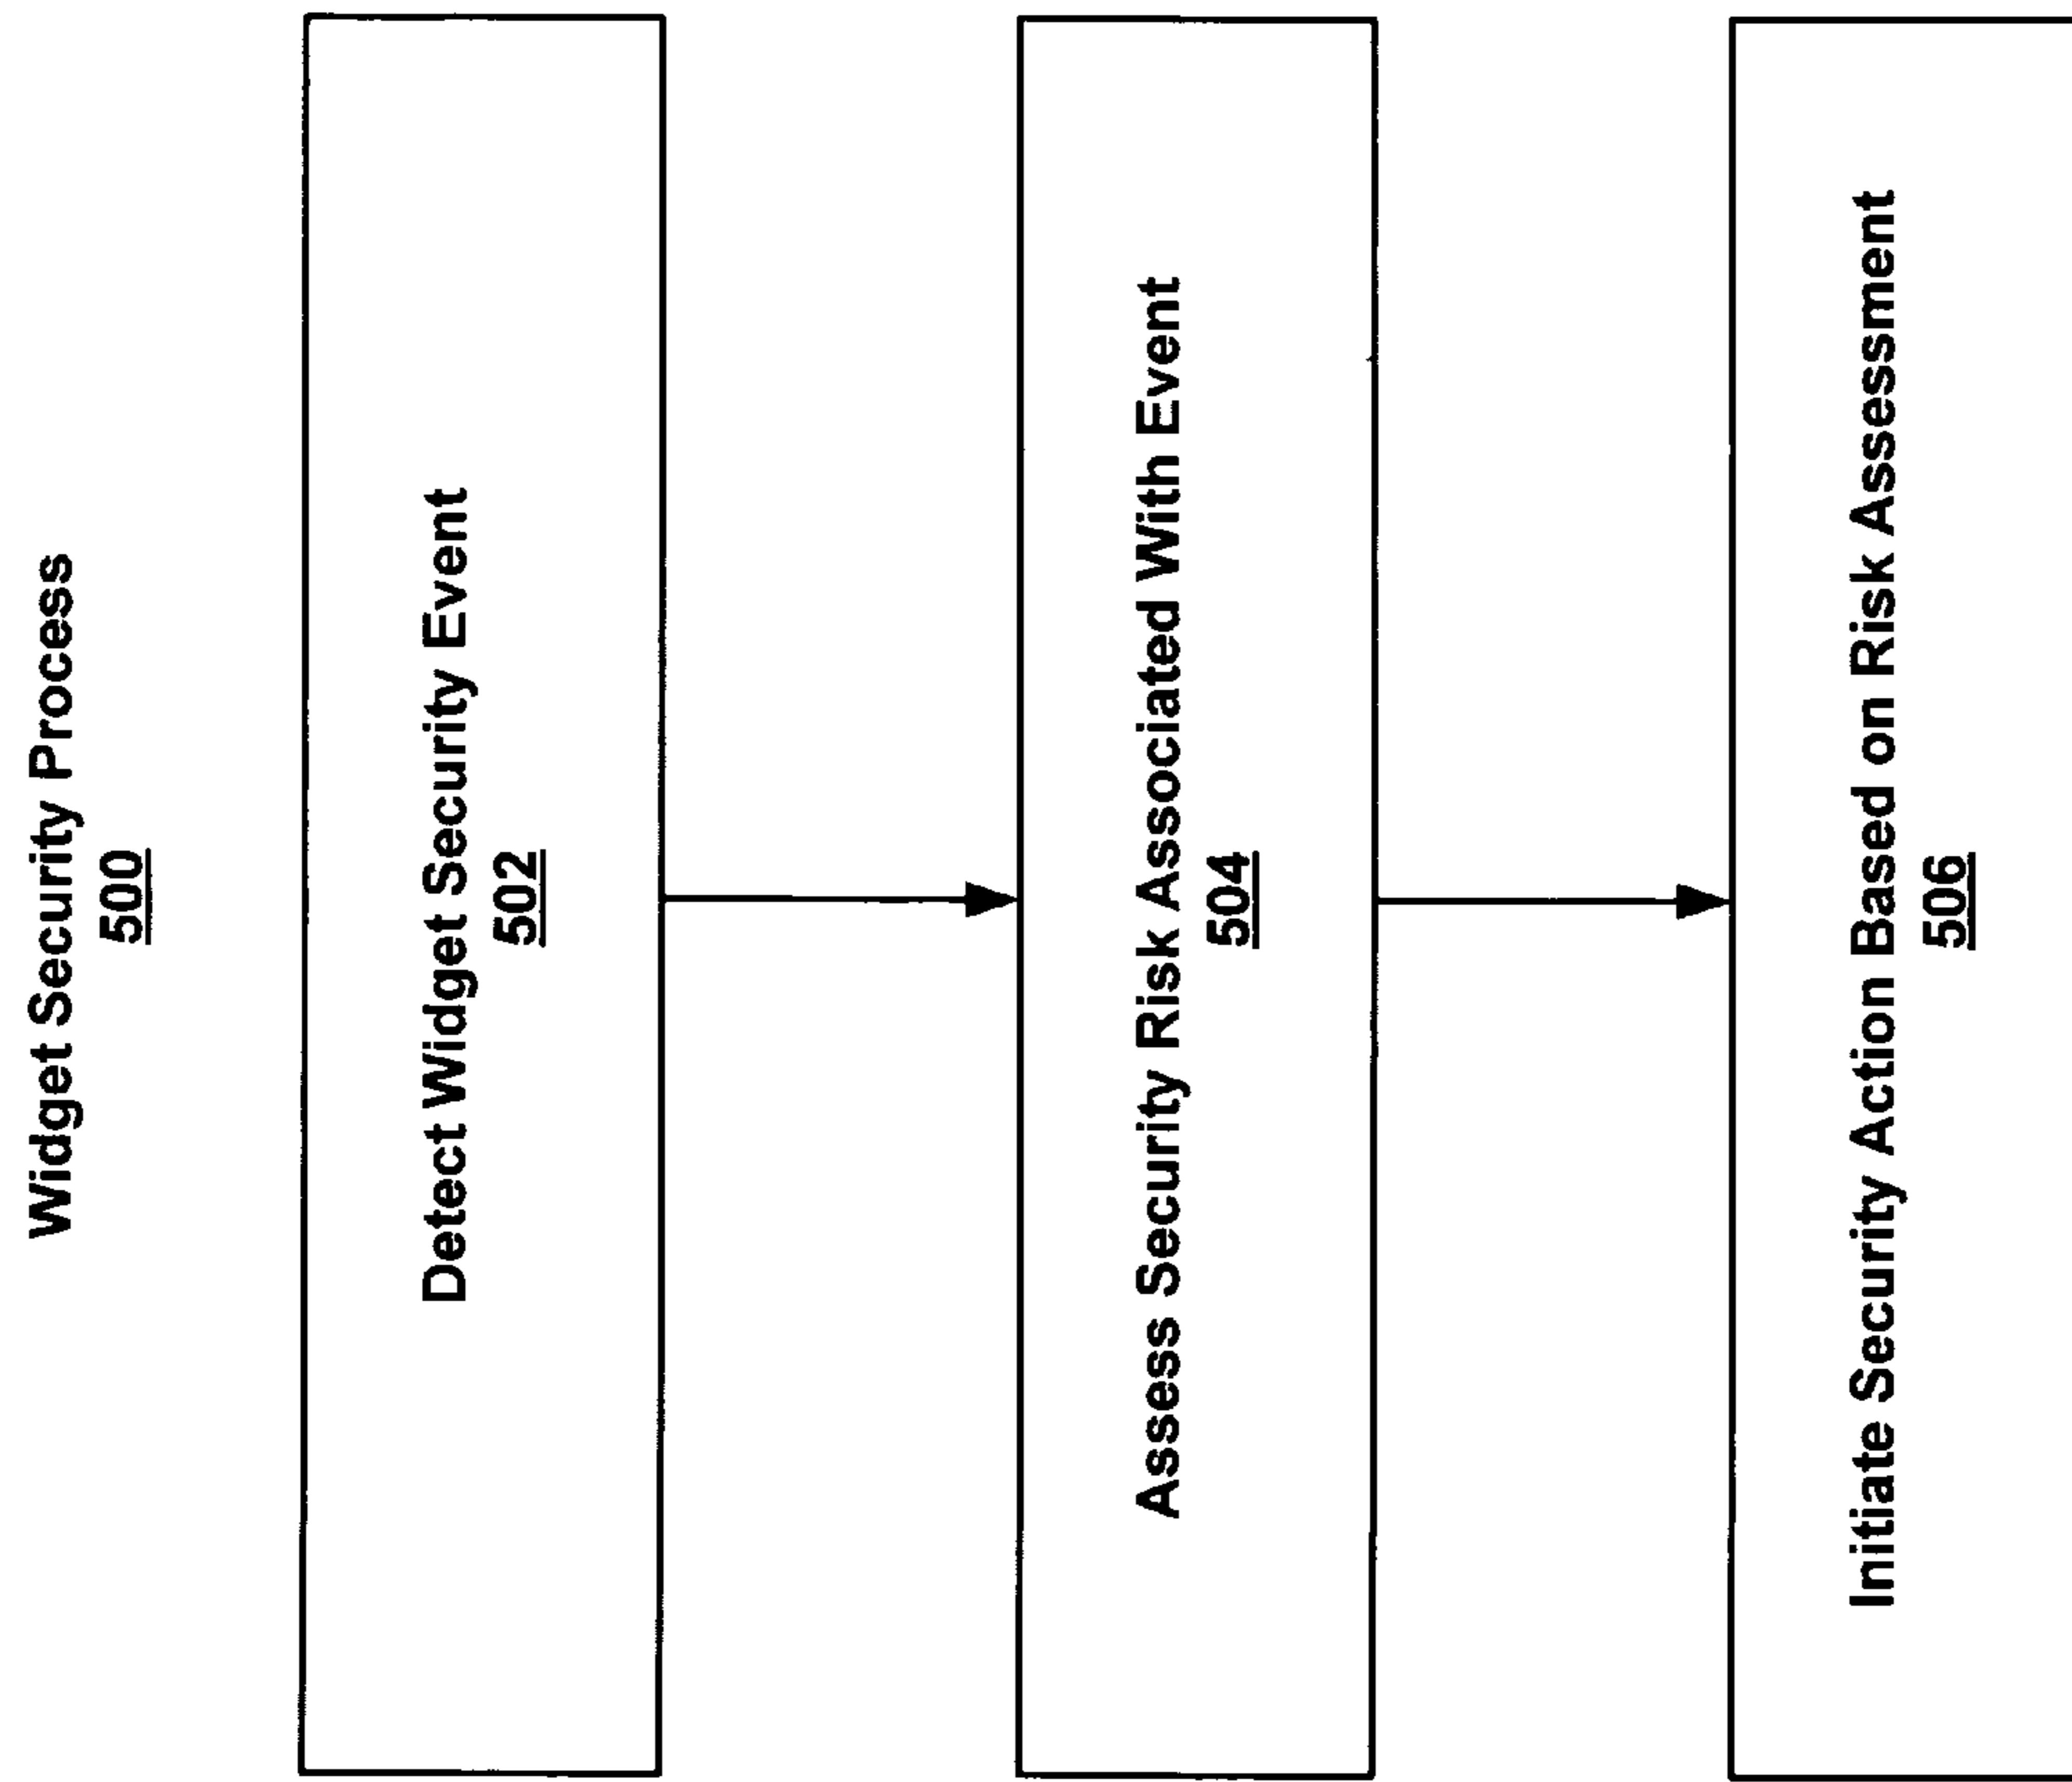 Widget Security Process
500
Detect Widget Security Event
502
Assess Security Risk Associated With Event
504
Initiate Security Action Based on Risk Assessment
506